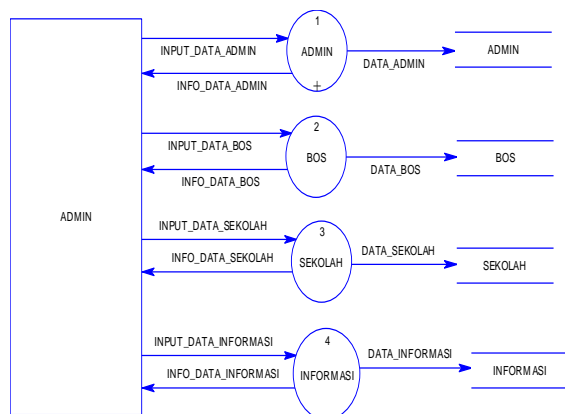 1
INPUT_DATA_ADMIN
ADMIN
DATA_ADMIN
ADMIN
INFO_DATA_ADMIN
+
2
INPUT_DATA_BOS
BOS
DATA_BOS
BOS
INFO_DATA_BOS
ADMIN
INPUT_DATA_SEKOLAH
3
DATA_SEKOLAH
INFO_DATA_SEKOLAH
SEKOLAH
SEKOLAH
INPUT_DATA_INFORMASI
4
DATA_INFORMASI
INFO_DATA_INFORMASI
INFORMASI
INFORMASI